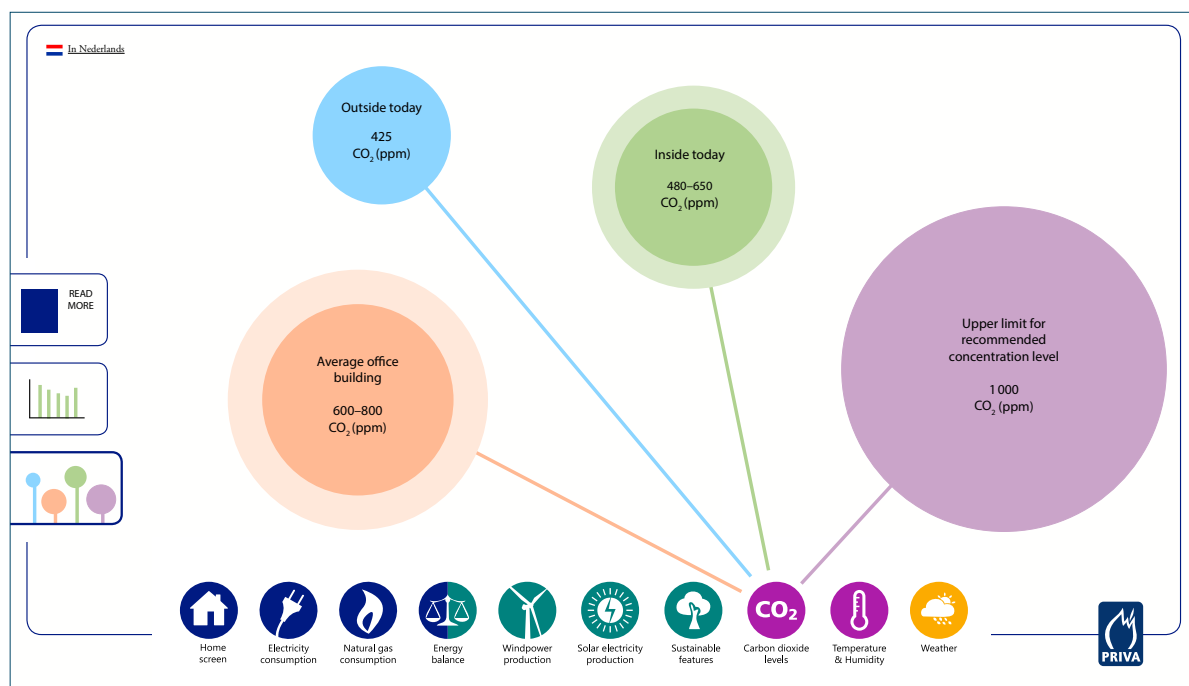 In Nederlands
Outside today
425
CO₂ (ppm)
Inside today
480–650
CO₂ (ppm)
READ
MORE
Average office
building
600–800
CO₂ (ppm)
Upper limit for
recommended
concentration level
1 000
CO₂ (ppm)
CO₂
Home
screen
Electricity
consumption
Natural gas
consumption
Energy
balance
Windpower
production
Solar electricity
production
Sustainable
features
Carbon dioxide
levels
Temperature
& Humidity
Weather
PRIVA